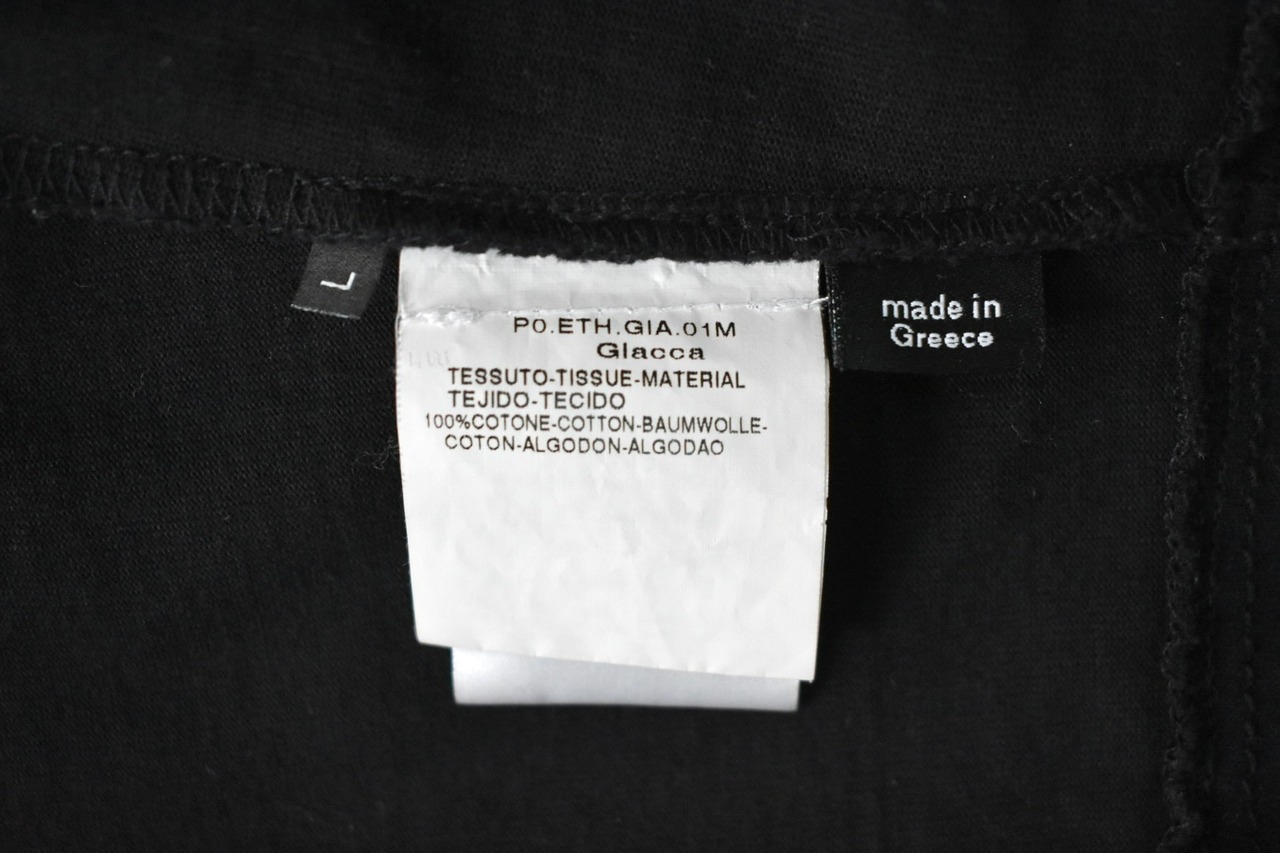 L
P0.ETH.GIA.01M
Giacca
TESSUTO-TISSUE-MATERIAL
TEJIDO-TECIDO
100%COTONE-COTTON-BAUMWOLLE-
COTON-ALGODON-ALGODAO
made in
Greece